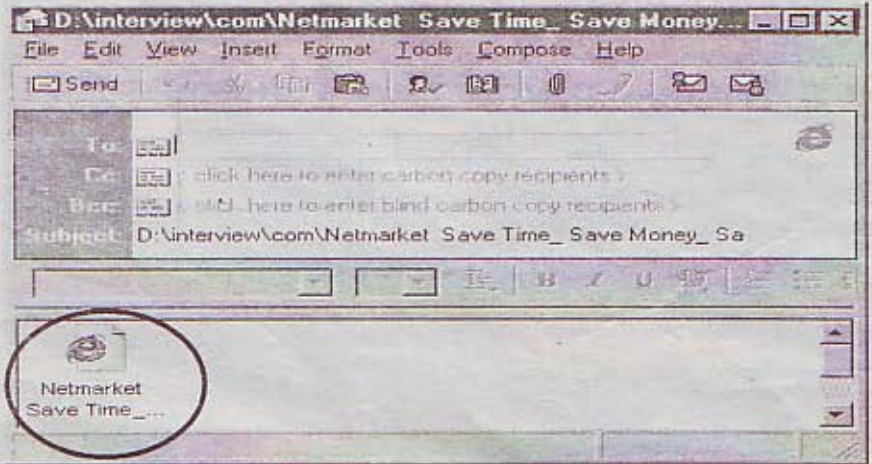 D:\interview\com\Netmarket Save Time_ Save Money...
File Edit View Insert Format Tools Compose Help
Send
To:
Cc: < click here to enter carbon copy recipients >
Bcc: < click here to enter blind carbon copy recipients >
Subject: D:\interview\com\Netmarket Save Time_ Save Money_ Sa
B I U
Netmarket
Save Time_...